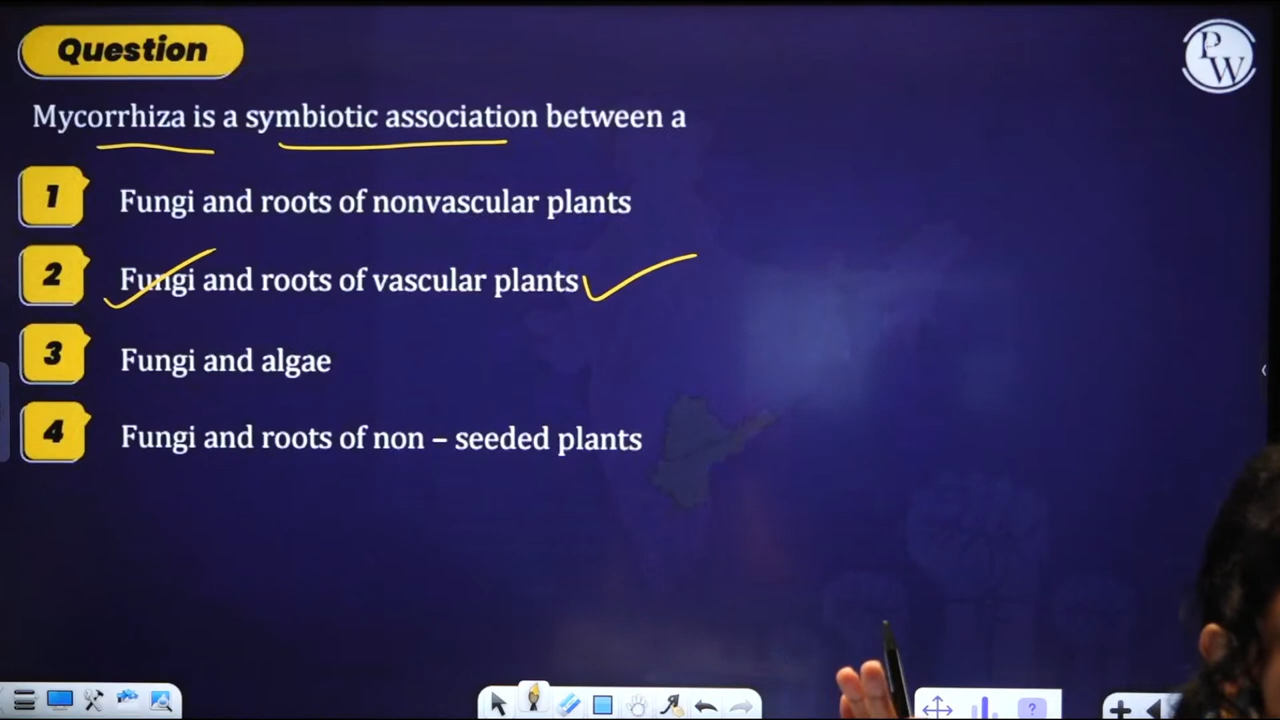 Question
PW
Mycorrhiza is a symbiotic association between a
1 Fungi and roots of nonvascular plants
2 Fungi and roots of vascular plants
3 Fungi and algae
4 Fungi and roots of non – seeded plants
?